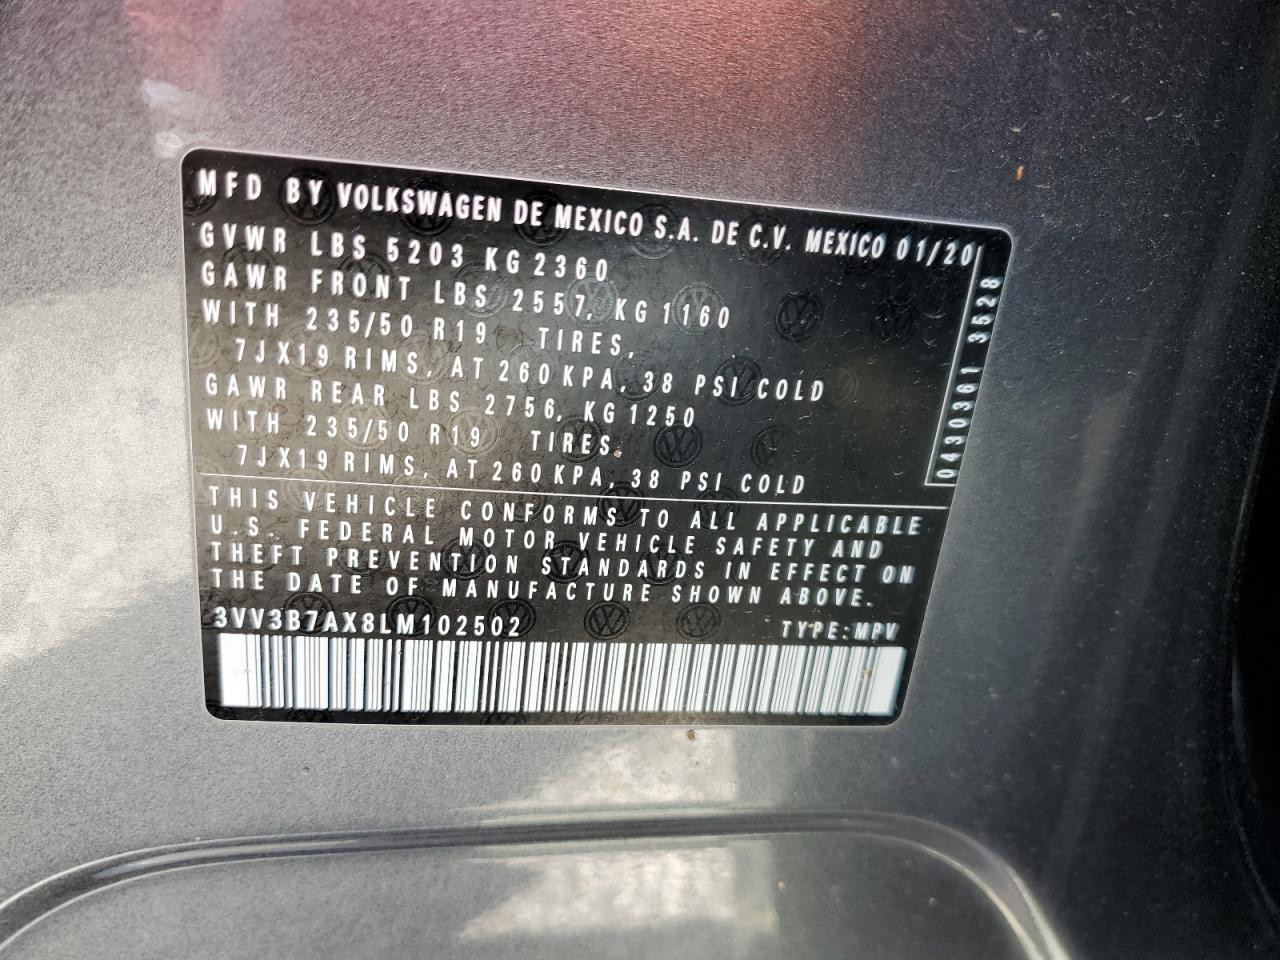 MFD BY VOLKSWAGEN DE MEXICO S.A. DE C.V. MEXICO 01/20
GVWR LBS 5203 KG 2360
GAWR FRONT LBS 2557, KG 1160
WITH 235/50 R19 TIRES,
7JX19 RIMS, AT 260 KPA, 38 PSI COLD
GAWR REAR LBS 2756, KG 1250
WITH 235/50 R19 TIRES,
7JX19 RIMS, AT 260 KPA, 38 PSI COLD
0430361 3528
THIS VEHICLE CONFORMS TO ALL APPLICABLE
U.S. FEDERAL MOTOR VEHICLE SAFETY AND
THEFT PREVENTION STANDARDS IN EFFECT ON
THE DATE OF MANUFACTURE SHOWN ABOVE.
3VV3B7AX8LM102502 TYPE:MPV